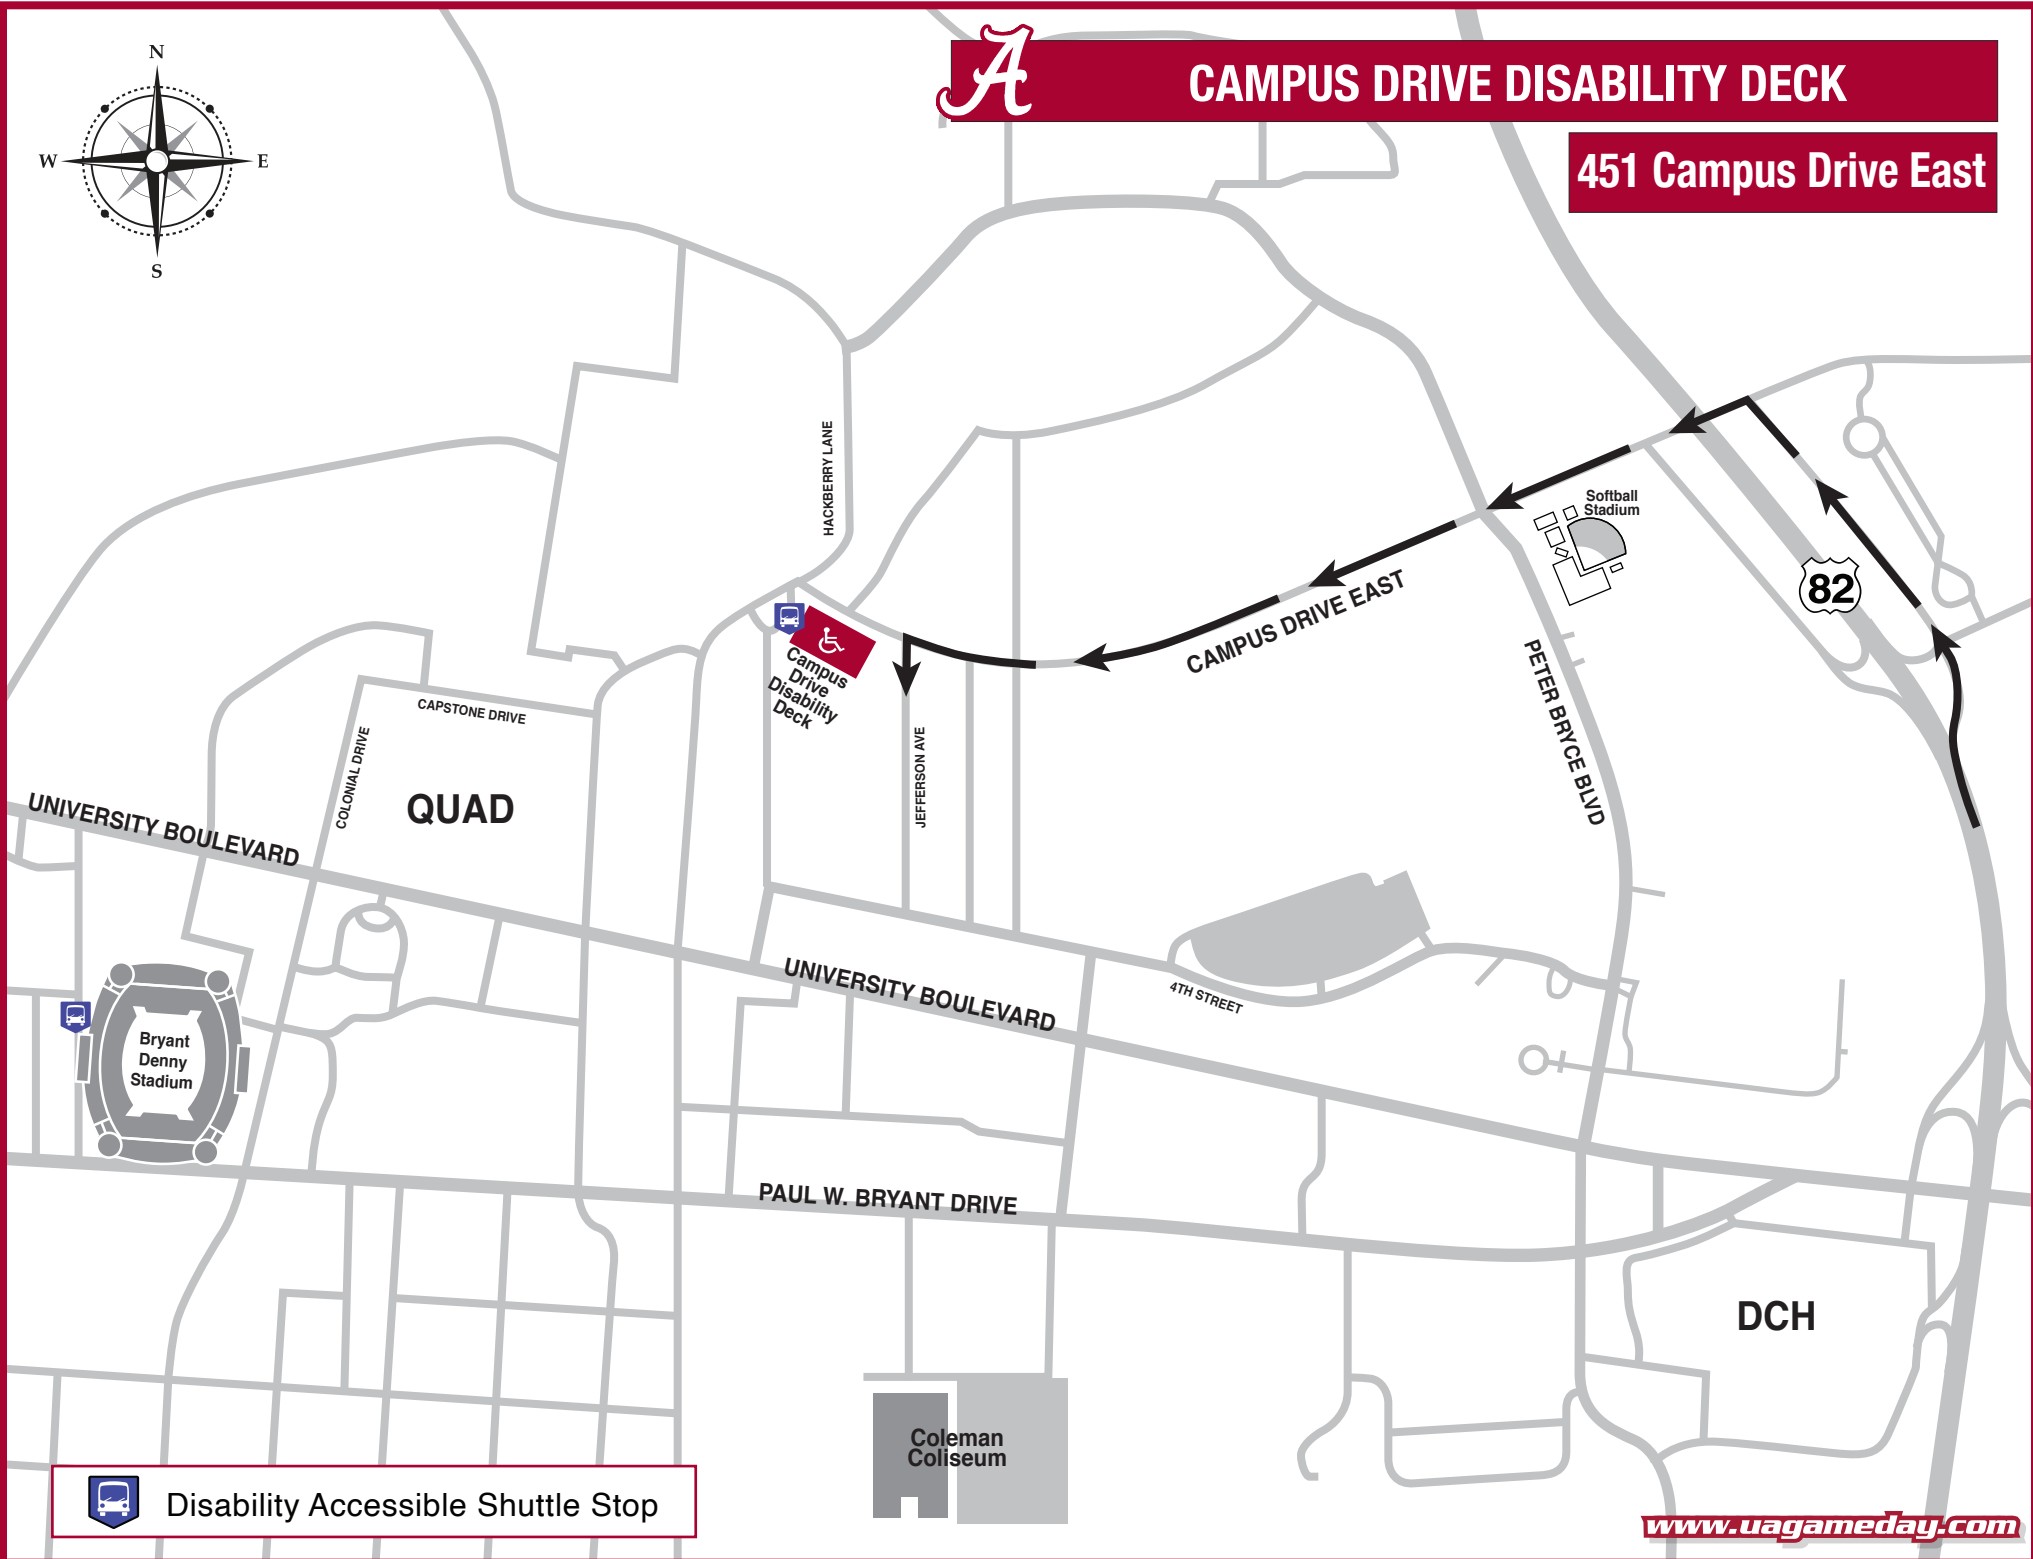 N
W
E
S
A
CAMPUS DRIVE DISABILITY DECK
451 Campus Drive East
HACKBERRY LANE
Softball
Stadium
82
CAMPUS DRIVE EAST
Campus
Drive
Disability
Deck
PETER BRYCE BLVD
CAPSTONE DRIVE
COLONIAL DRIVE
JEFFERSON AVE
QUAD
UNIVERSITY BOULEVARD
UNIVERSITY BOULEVARD
4TH STREET
Bryant
Denny
Stadium
PAUL W. BRYANT DRIVE
DCH
Coleman
Coliseum
Disability Accessible Shuttle Stop
www.uagameday.com